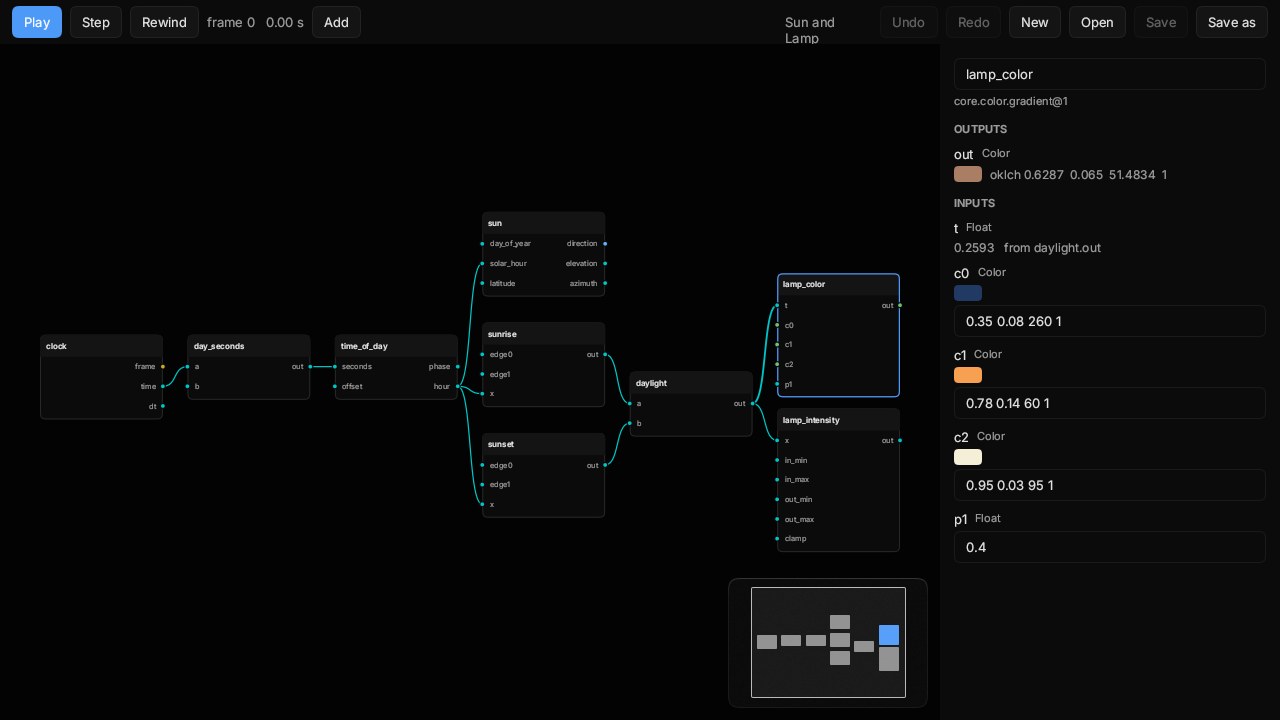 Play Step Rewind frame 0 0.00 s Add Sun and Lamp Undo Redo New Open Save Save as
lamp_color
core.color.gradient@1
OUTPUTS
out Color
oklch 0.6287 0.065 51.4834 1
INPUTS
t Float
0.2593 from daylight.out
c0 Color
0.35 0.08 260 1
c1 Color
0.78 0.14 60 1
c2 Color
0.95 0.03 95 1
p1 Float
0.4
clock
frame
time
dt
day_seconds
a out
b
time_of_day
seconds phase
offset hour
sun
day_of_year direction
solar_hour elevation
latitude azimuth
sunrise
edge0 out
edge1
x
sunset
edge0 out
edge1
x
daylight
a out
b
lamp_color
t out
c0
c1
c2
p1
lamp_intensity
x out
in_min
in_max
out_min
out_max
clamp